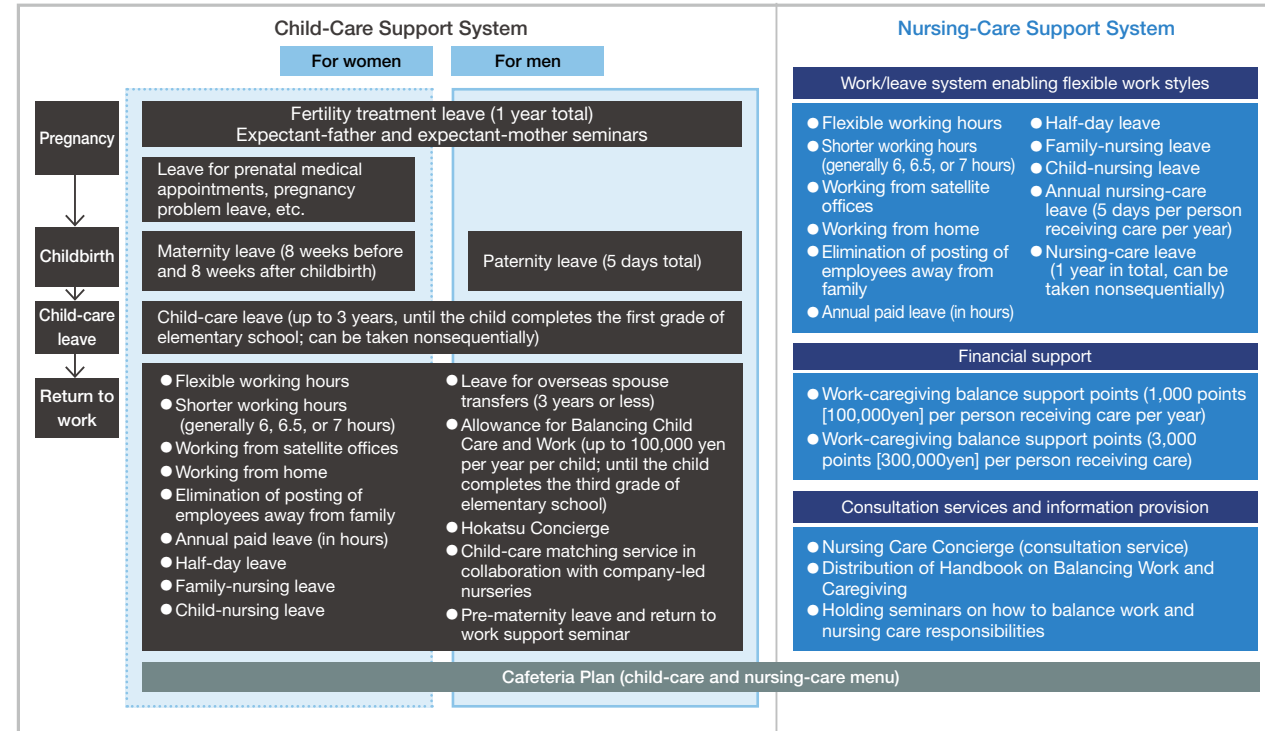 Child-Care Support System
For women
For men
Pregnancy
Fertility treatment leave (1 year total)
Expectant-father and expectant-mother seminars
Leave for prenatal medical
appointments, pregnancy
problem leave, etc.
Childbirth
Maternity leave (8 weeks before
and 8 weeks after childbirth)
Paternity leave (5 days total)
Child-care
leave
Child-care leave (up to 3 years, until the child completes the first grade of
elementary school; can be taken nonsequentially)
Return to
work
● Flexible working hours
● Shorter working hours
(generally 6, 6.5, or 7 hours)
● Working from satellite offices
● Working from home
● Elimination of posting of
employees away from family
● Annual paid leave (in hours)
● Half-day leave
● Family-nursing leave
● Child-nursing leave
● Leave for overseas spouse
transfers (3 years or less)
● Allowance for Balancing Child
Care and Work (up to 100,000 yen
per year per child; until the child
completes the third grade of
elementary school)
● Hokatsu Concierge
● Child-care matching service in
collaboration with company-led
nurseries
● Pre-maternity leave and return to
work support seminar
Nursing-Care Support System
Work/leave system enabling flexible work styles
● Flexible working hours
● Shorter working hours
(generally 6, 6.5, or 7 hours)
● Working from satellite
offices
● Working from home
● Elimination of posting of
employees away from
family
● Annual paid leave (in hours)
● Half-day leave
● Family-nursing leave
● Child-nursing leave
● Annual nursing-care
leave (5 days per person
receiving care per year)
● Nursing-care leave
(1 year in total, can be
taken nonsequentially)
Financial support
● Work-caregiving balance support points (1,000 points
[100,000yen] per person receiving care per year)
● Work-caregiving balance support points (3,000
points [300,000yen] per person receiving care)
Consultation services and information provision
● Nursing Care Concierge (consultation service)
● Distribution of Handbook on Balancing Work and
Caregiving
● Holding seminars on how to balance work and
nursing care responsibilities
Cafeteria Plan (child-care and nursing-care menu)